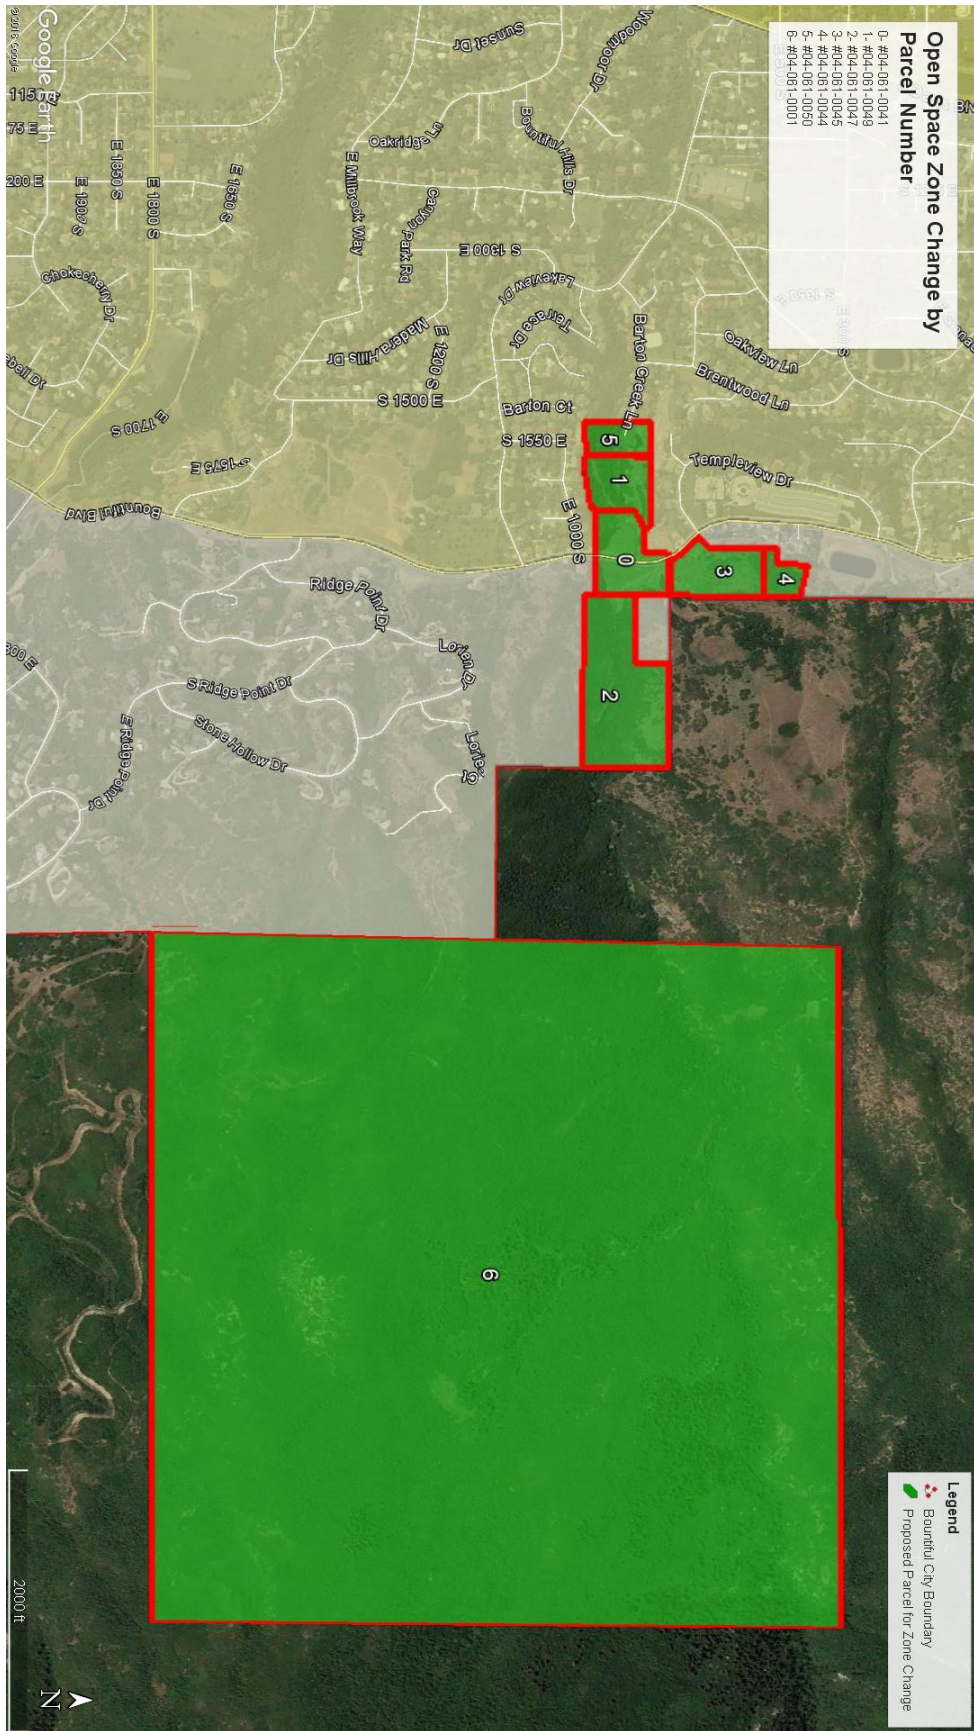 Open Space Zone Change by
Parcel Number
0- #04-061-0041
1- #04-061-0049
2- #04-061-0047
3- #04-061-0045
4- #04-061-0044
5- #04-061-0050
6- #04-061-0001
Legend
Bountiful City Boundary
Proposed Parcel for Zone Change
Woodmoor Dr
Sunset Dr
Bountiful Hills Dr
Oakridge Ln
E Millbrook Way
Canyon Park Rd
S 1300 E
Lakeview Dr
Terrace Dr
Madera Hills Dr
E 1200 S
S 1500 E
Barton Ct
S 1550 E
E 1000 S
Barton Creek Ln
Oakview Ln
Brentwood Ln
Templeview Dr
E 1650 S
E 1800 S
E 1850 S
E 1900 S
Chokecherry Dr
E 1700 S
S 1575 E
Bountiful Blvd
Ridge Point Dr
Lorien Dr
S Ridge Point Dr
Stone Hollow Dr
E Ridge Point Dr
5
1
0
3
4
2
6
Google Earth
©2018 Google
2000 ft
N